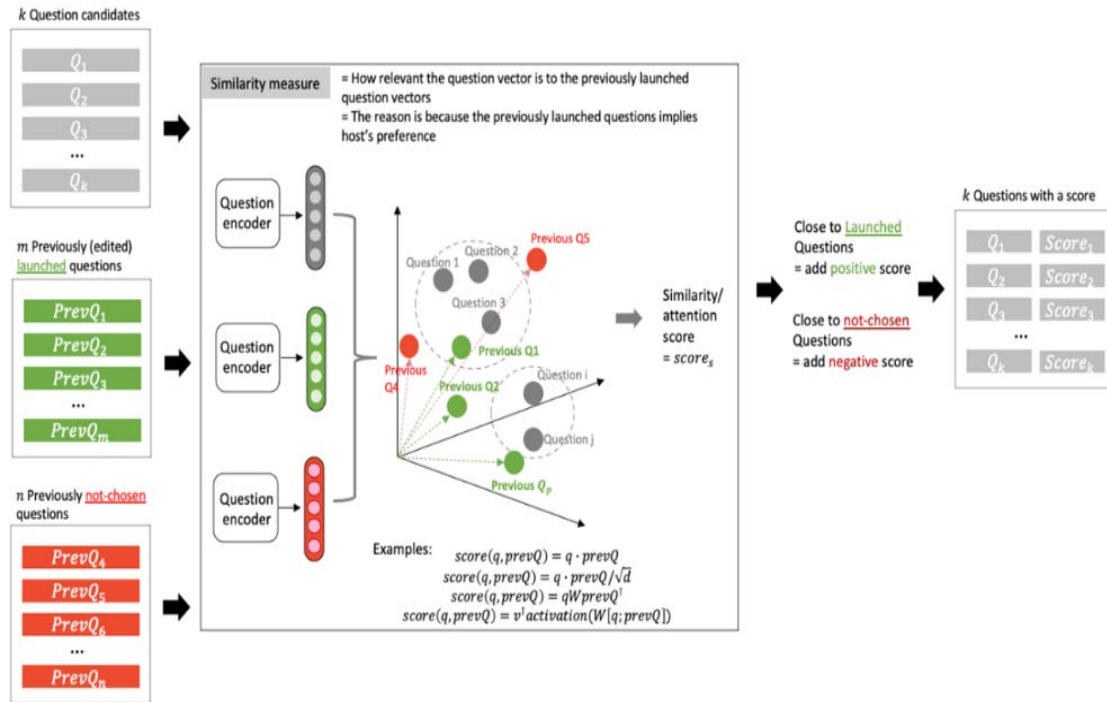 k Question candidates
Q₁
Q₂
Q₃
...
Qₖ
m Previously (edited)
launched questions
PrevQ₁
PrevQ₂
PrevQ₃
...
PrevQₘ
n Previously not-chosen
questions
PrevQ₄
PrevQ₅
PrevQ₆
...
PrevQₙ
Similarity measure
= How relevant the question vector is to the previously launched
question vectors
= The reason is because the previously launched questions implies
host's preference
Question
encoder
Question
encoder
Question
encoder
Previous Q5
Question 2
Question 1
Question 3
Previous Q1
Previous
Q4
Previous Q2
Question i
Question j
Previous Qₚ
Similarity/
attention
score
= scoreₛ
Examples:
score(q, prevQ) = q · prevQ
score(q, prevQ) = q · prevQ/√d
score(q, prevQ) = qWprevQᵀ
score(q, prevQ) = vᵀactivation(W[q; prevQ])
Close to Launched
Questions
= add positive score
Close to not-chosen
Questions
= add negative score
k Questions with a score
Q₁ Score₁
Q₂ Score₂
Q₃ Score₃
...
Qₖ Scoreₖ